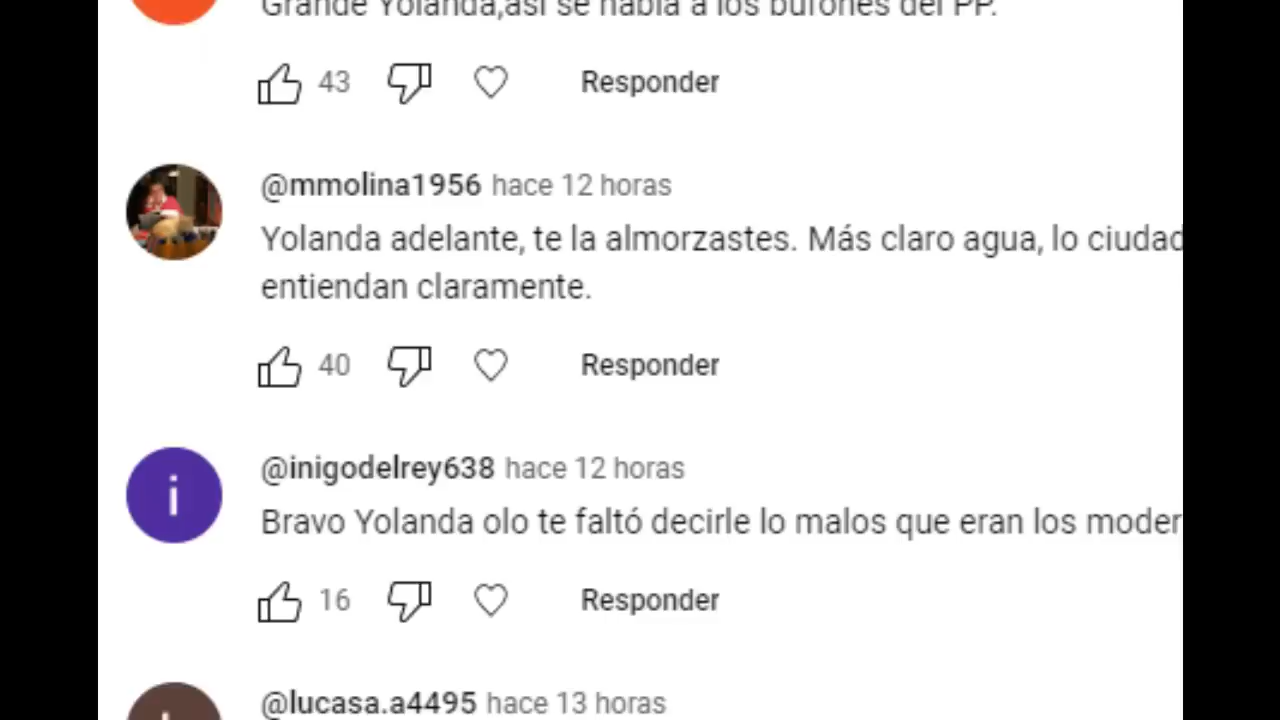 Grande Yolanda,así se habla a los bufones del PP.
43 Responder
@mmolina1956 hace 12 horas
Yolanda adelante, te la almorzastes. Más claro agua, lo ciudad
entiendan claramente.
40 Responder
@inigodelrey638 hace 12 horas
i
Bravo Yolanda olo te faltó decirle lo malos que eran los moder
16 Responder
@lucasa.a4495 hace 13 horas